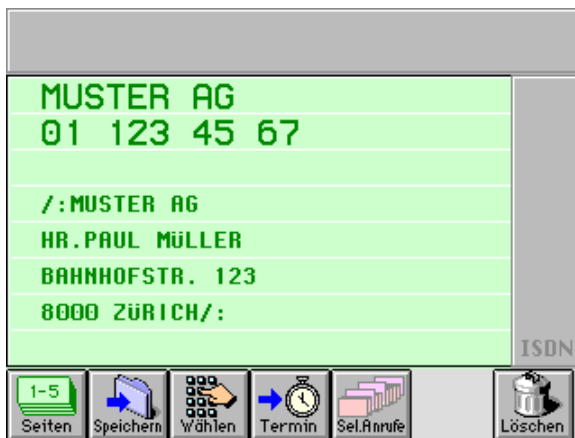 MUSTER AG
01 123 45 67
/:MUSTER AG
HR.PAUL MüLLER
BAHNHOFSTR. 123
8000 ZüRICH/:
ISDN
1-5
Seiten
Speichern
Wählen
Termin
Sel.Anrufe
Löschen